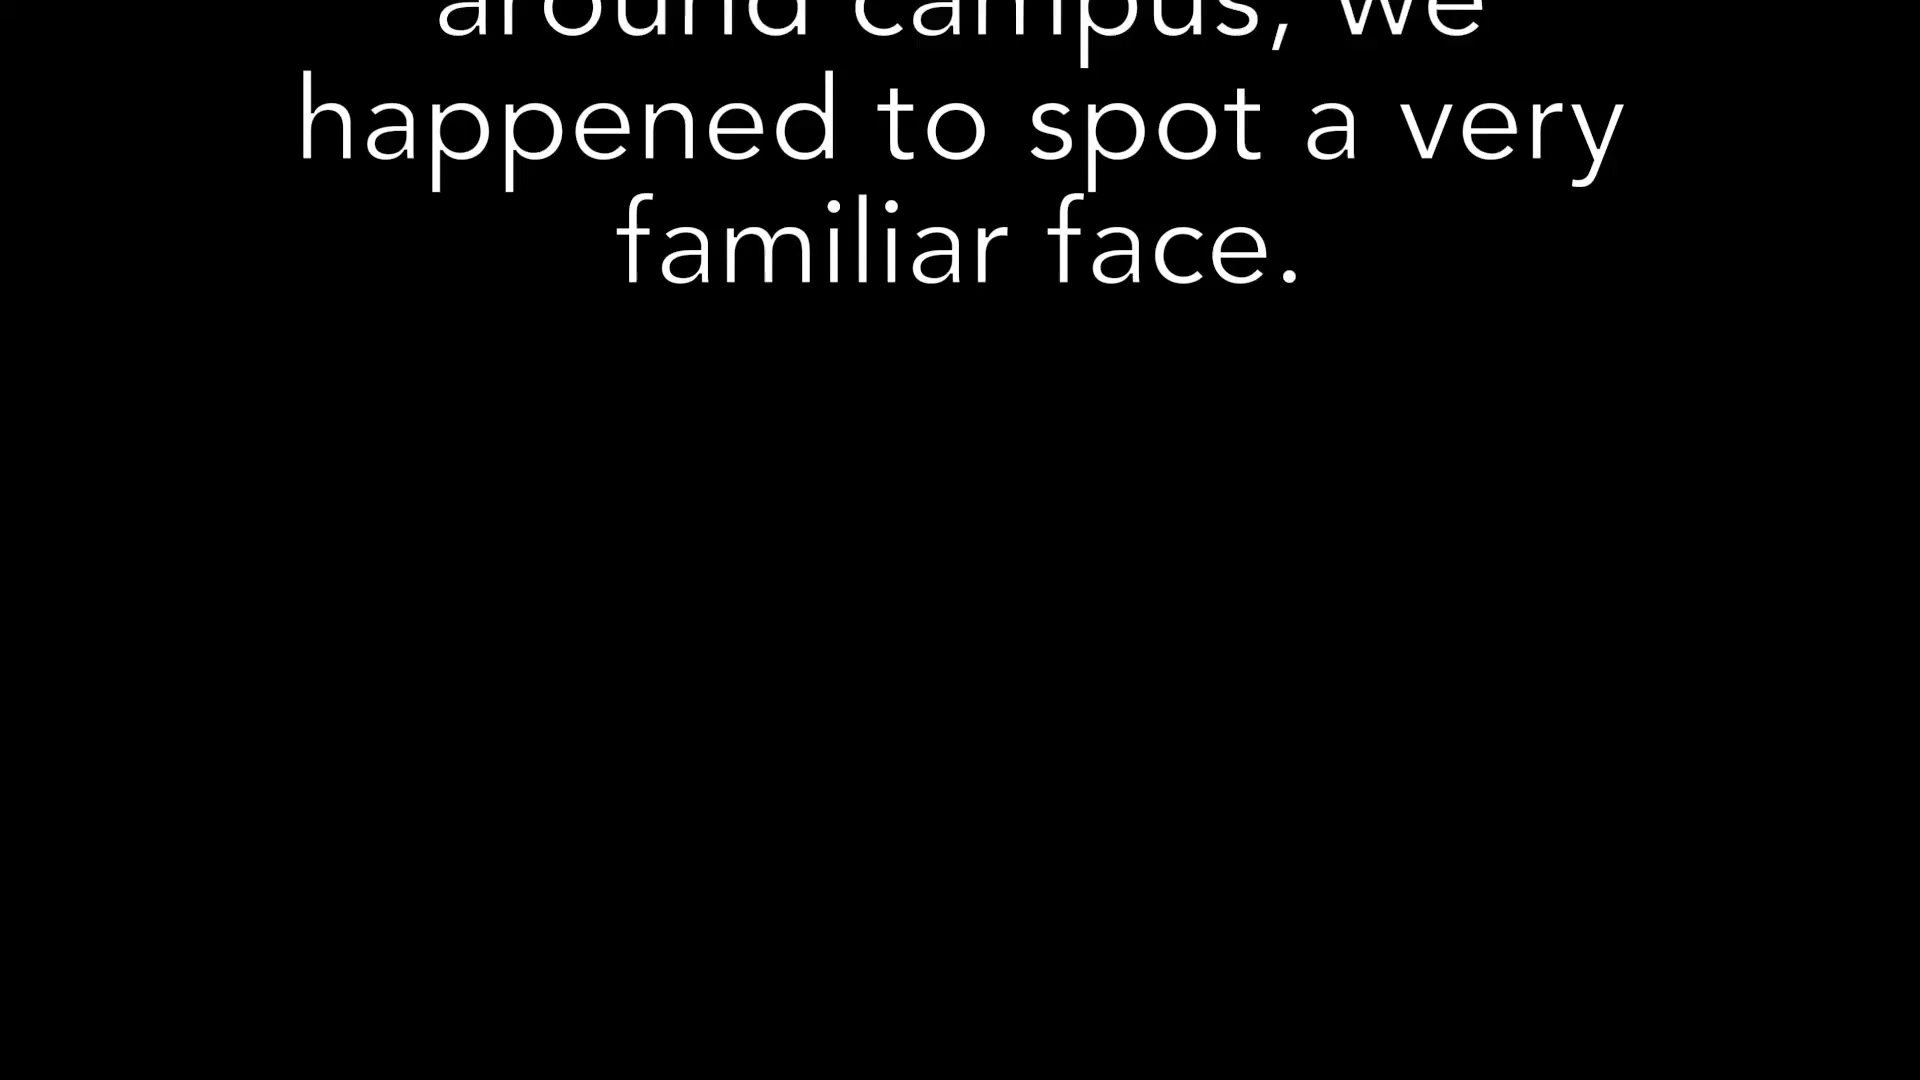 around campus, we
happened to spot a very
familiar face.